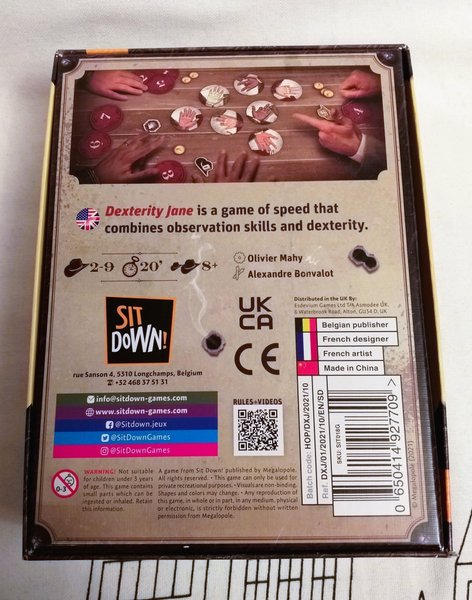 Dexterity Jane is a game of speed that
combines observation skills and dexterity.
2-9 20' 8+
Olivier Mahy
Alexandre Bonvalot
SIT
DOWN!
rue Sanson 4, 5310 Longchamps, Belgium
+32 468 37 51 31
UK
CA
CE
Distributed in the UK By:
Esdevium Games Ltd T/A Asmodee UK,
6 Waterbrook Road, Alton, GU34 D, UK
Belgian publisher
French designer
French artist
Made in China
info@sitdown-games.com
www.sitdown-games.com
@Sitdown.jeux
@SitDownGames
@SitdownGames
RULES+VIDEOS
Batch code: HOP/DXJ/2021/10
Ref. DXJ/01/2021/10/EN/SD
SKU: SIT018G
0 650414 927709 >
© Megalopole (2021)
0-3
WARNING! Not suitable
for children under 3 years
of age. This game contains
small parts which can be
ingested or inhaled. Retain
this information.
A game from Sit Down! published by Megalopole.
All rights reserved. • This game can only be used for
private recreational purposes. • Visuals are non-binding.
Shapes and colors may change. • Any reproduction of
this game, in whole or in part, in any medium, physical
or electronic, is strictly forbidden without written
permission from Megalopole.